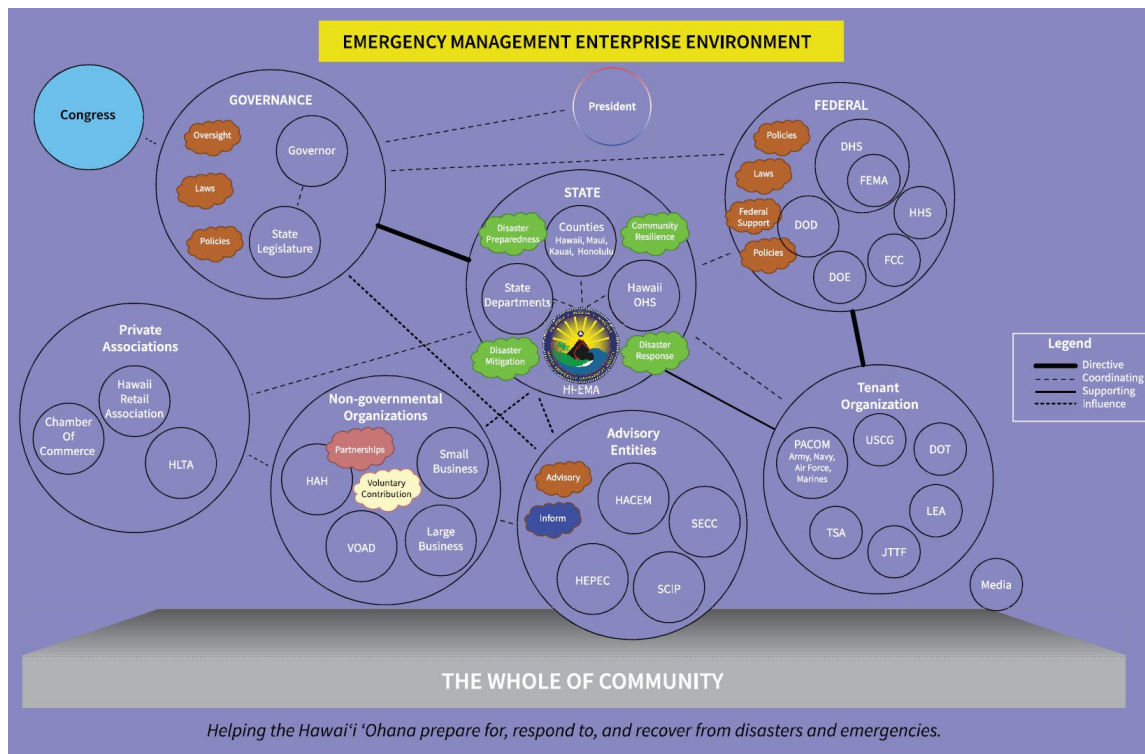 EMERGENCY MANAGEMENT ENTERPRISE ENVIRONMENT
Congress
GOVERNANCE
Oversight
Laws
Policies
Governor
State
Legislature
President
FEDERAL
Policies
Laws
Federal
Support
Policies
DHS
FEMA
HHS
DOD
FCC
DOE
STATE
Disaster
Preparedness
Counties
Hawaii, Maui,
Kauai, Honolulu
Community
Resilience
State
Departments
Hawaii
OHS
Disaster
Mitigation
Disaster
Response
HI-EMA
Private
Associations
Hawaii
Retail
Association
Chamber
Of
Commerce
HLTA
Non-governmental
Organizations
Partnerships
Voluntary
Contribution
HAH
Small
Business
VOAD
Large
Business
Advisory
Entities
Advisory
Inform
HACEM
SECC
HEPEC
SCiP
Tenant
Organization
PACOM
Army, Navy,
Air Force,
Marines
USCG
DOT
LEA
TSA
JTTF
Media
Legend
Directive
Coordinating
Supporting
Influence
THE WHOLE OF COMMUNITY
Helping the Hawai‘i ‘Ohana prepare for, respond to, and recover from disasters and emergencies.